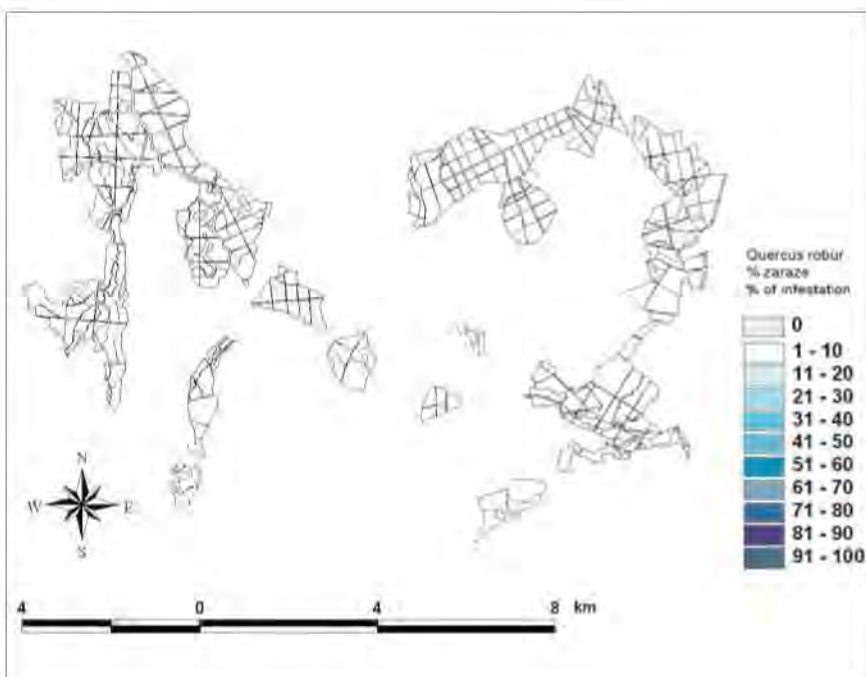 Quercus robur
% zaraze
% of infestation
0
1 - 10
11 - 20
21 - 30
31 - 40
41 - 50
51 - 60
61 - 70
71 - 80
81 - 90
91 - 100
N
W E
S
4 0 4 8 km